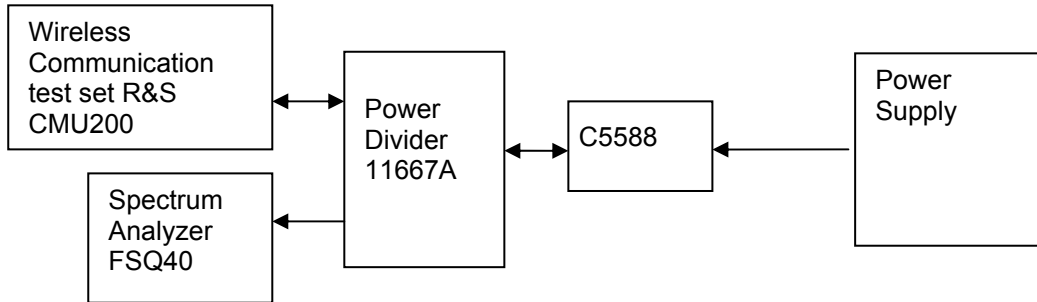 Wireless
Communication
test set R&S
CMU200
Power
Divider
11667A
C5588
Power
Supply
Spectrum
Analyzer
FSQ40